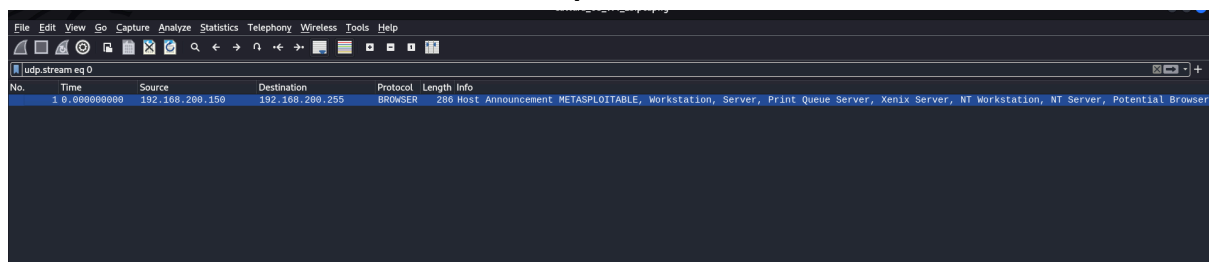 File Edit View Go Capture Analyze Statistics Telephony Wireless Tools Help
udp.stream eq 0
No. Time Source Destination Protocol Length Info
1 0.000000000 192.168.200.150 192.168.200.255 BROWSER 286 Host Announcement METASPLOITABLE, Workstation, Server, Print Queue Server, Xenix Server, NT Workstation, NT Server, Potential Browser